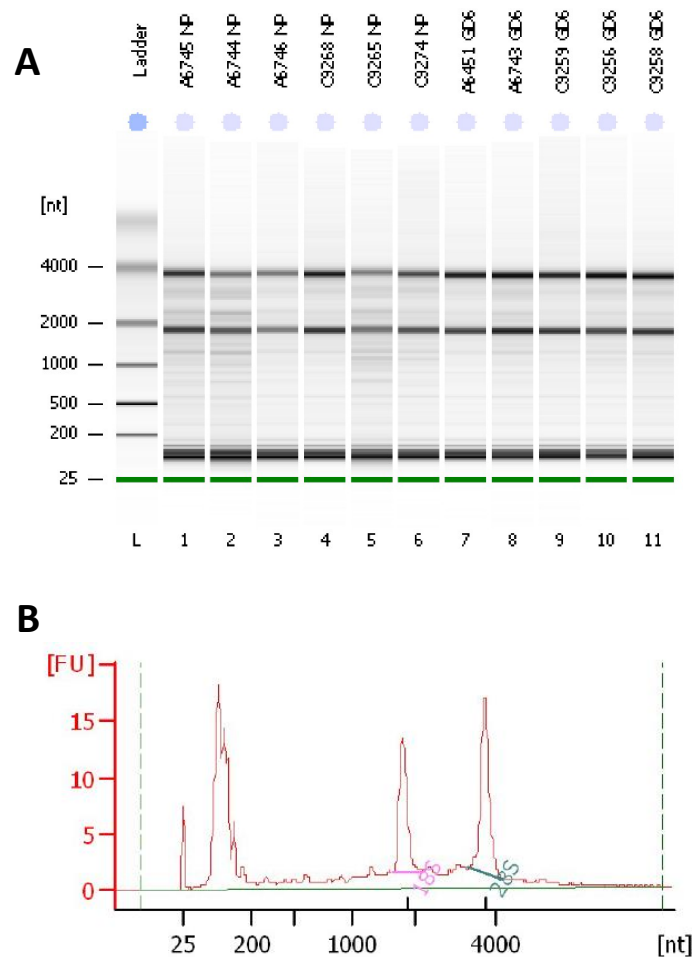 A
Ladder
A6745 NP
A6744 NP
A6746 NP
C9268 NP
C9265 NP
C9274 NP
A6451 GD6
A6743 GD6
C9259 GD6
C9256 GD6
C9258 GD6
[nt]
4000
2000
1000
500
200
25
L 1 2 3 4 5 6 7 8 9 10 11
B
[FU]
15
10
5
0
18S
28S
25 200 1000 4000 [nt]